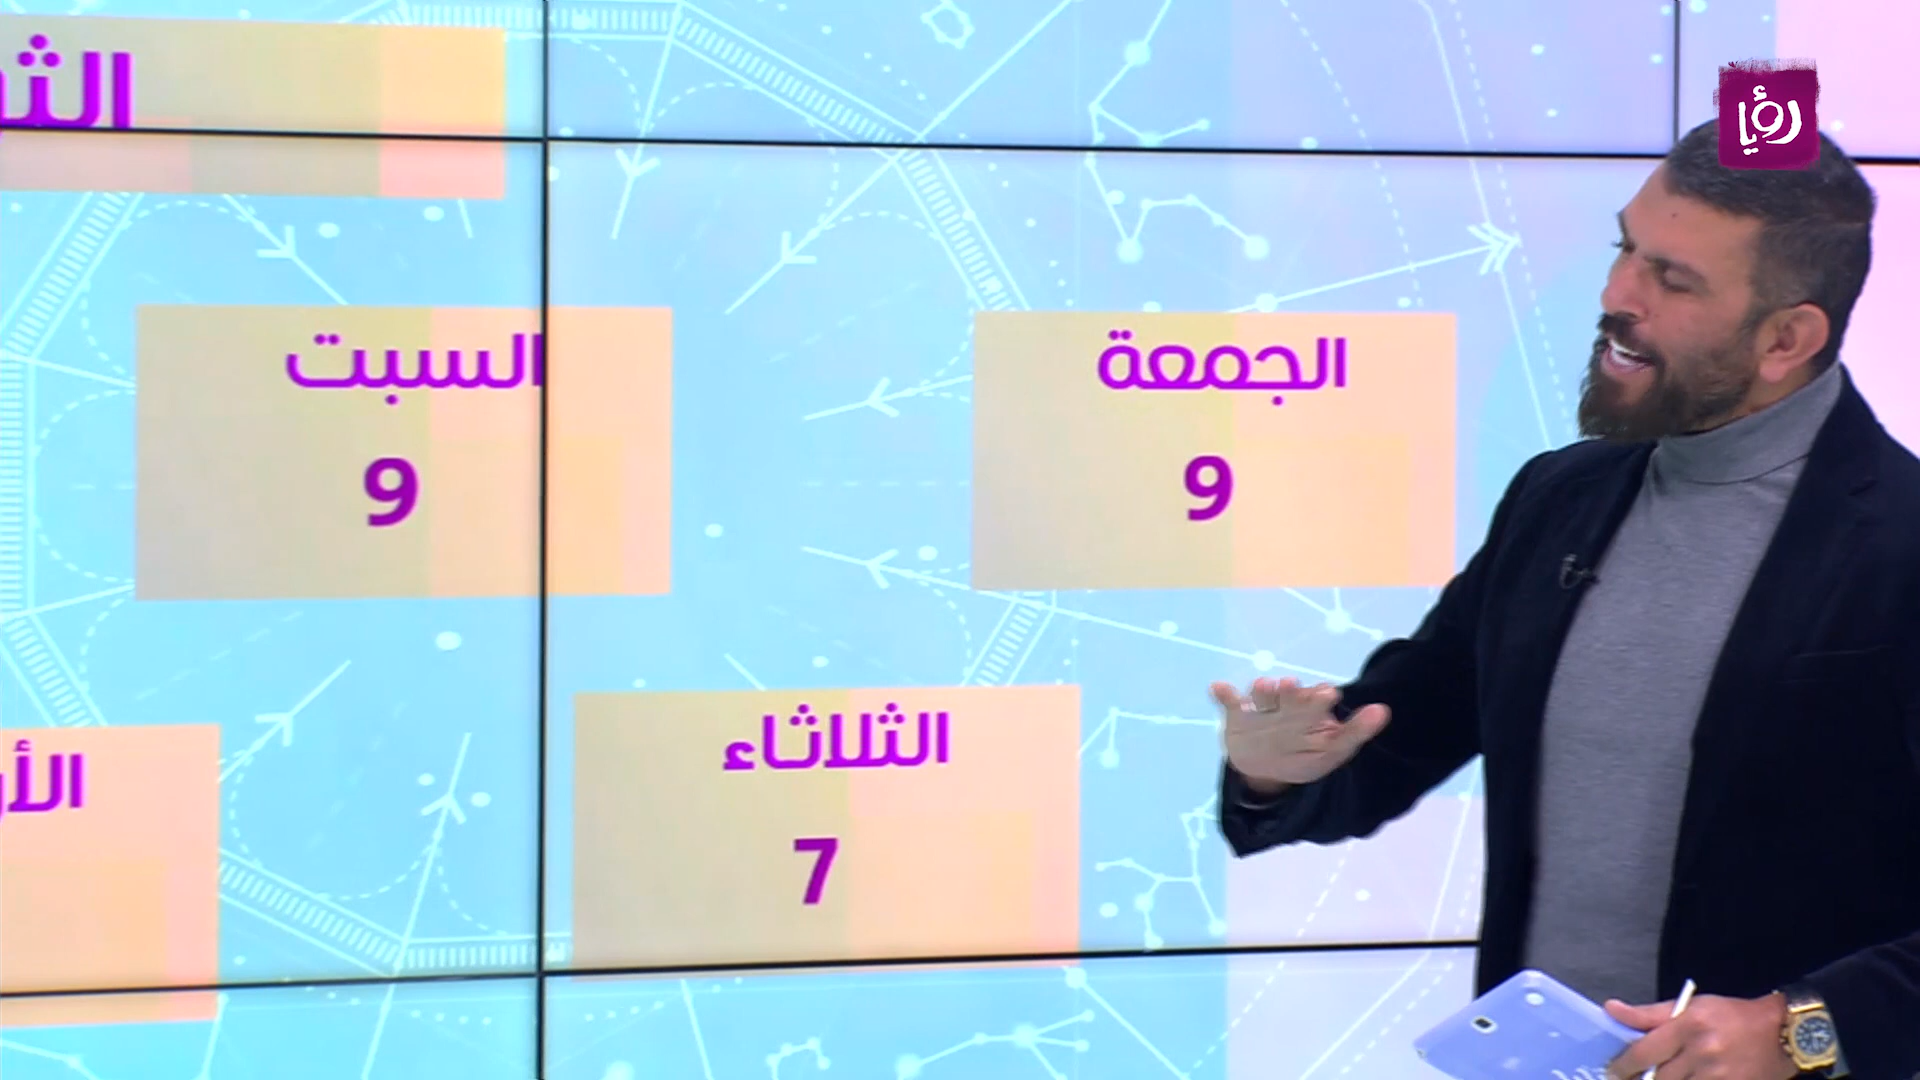 رؤيا
الجمعة
9
السبت
9
الثلاثاء
7